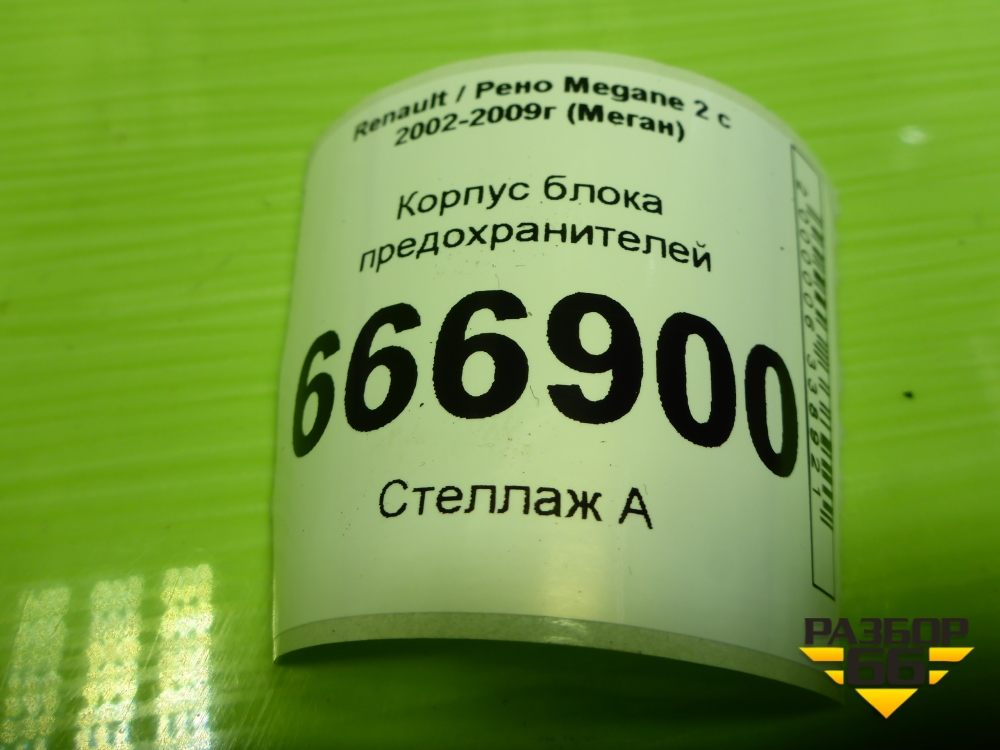 Renault / Рено Megane 2 с
2002-2009г (Меган)
Корпус блока
предохранителей
666900
Стеллаж А
РАЗБОР
66